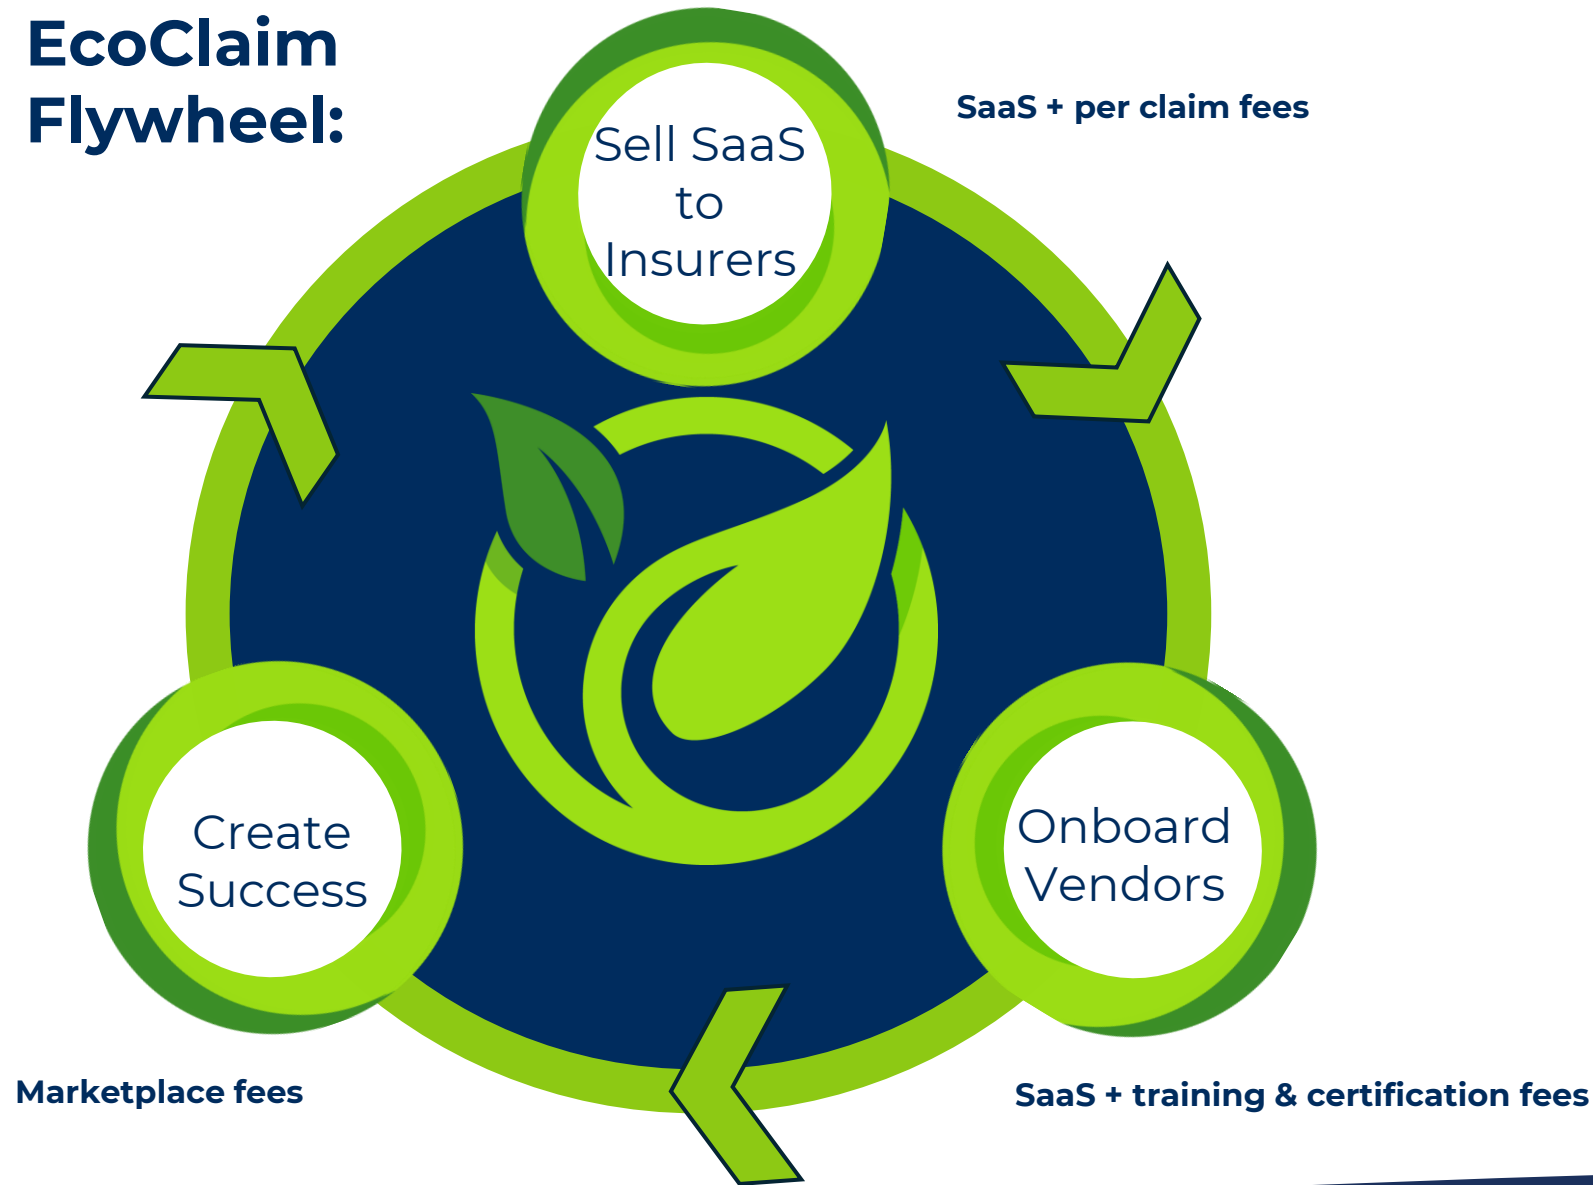 EcoClaim
Flywheel:
SaaS + per claim fees
Sell SaaS
to
Insurers
Create
Success
Onboard
Vendors
Marketplace fees
SaaS + training & certification fees